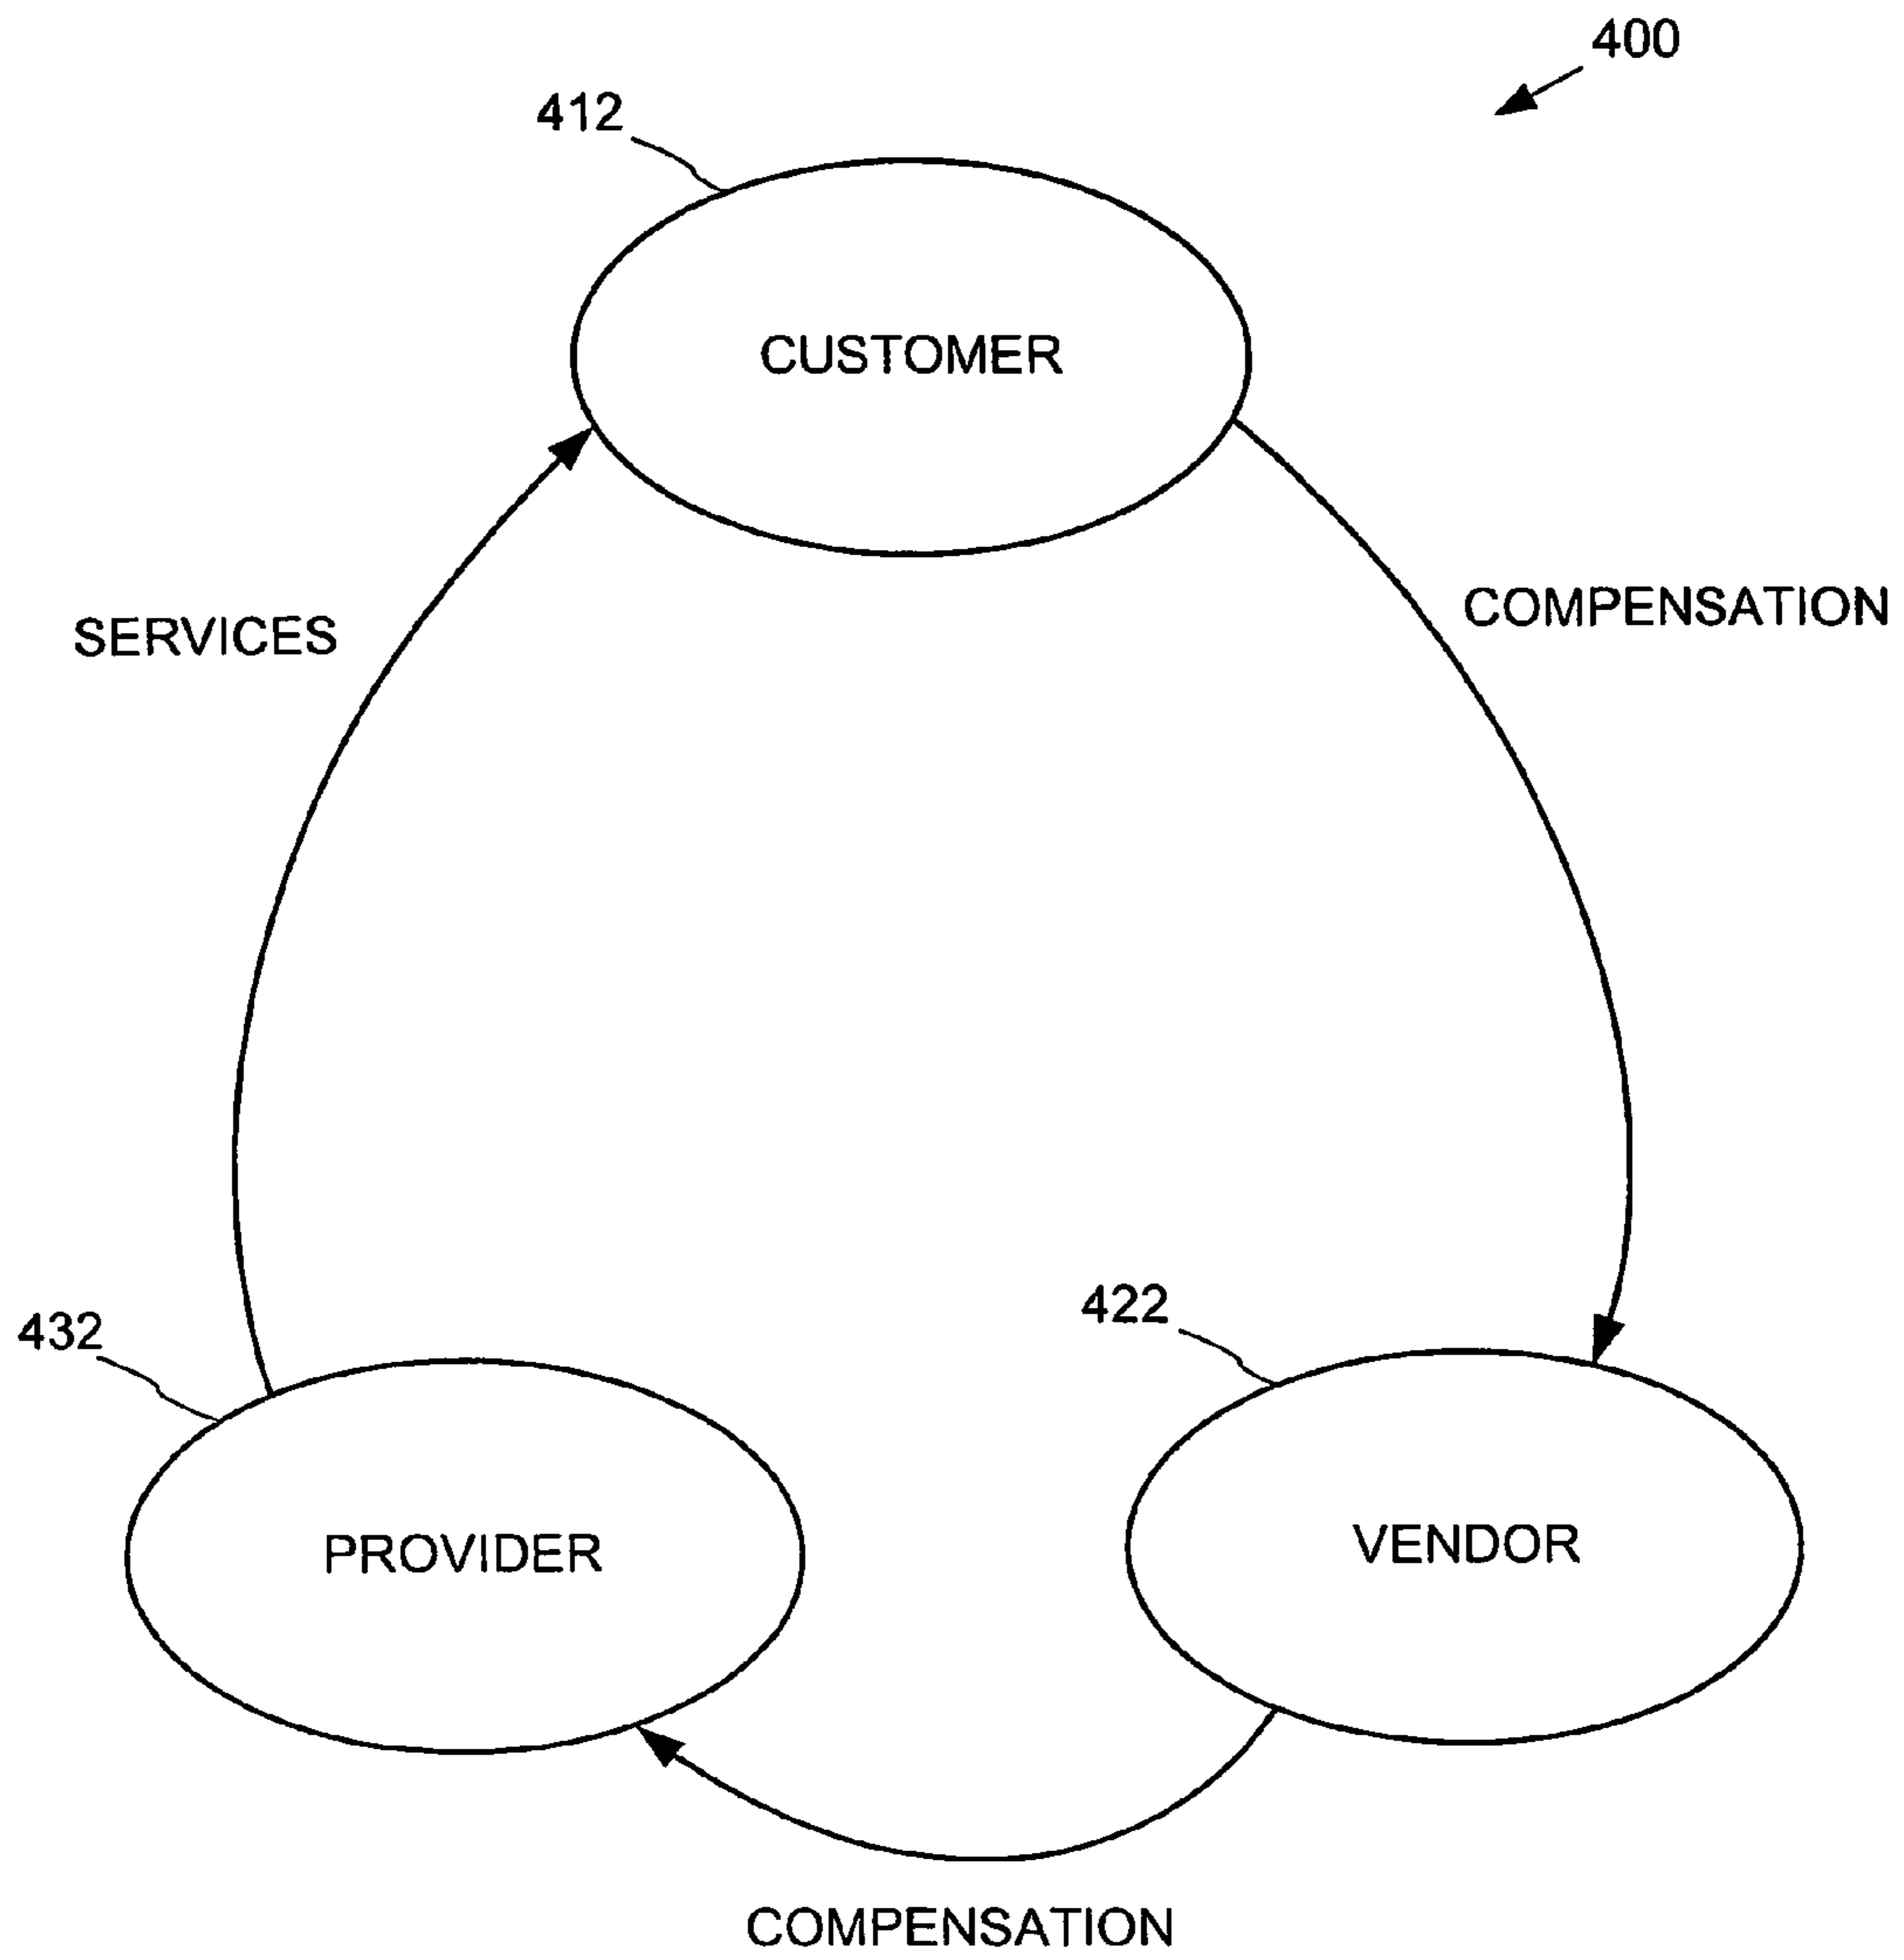 400
412
CUSTOMER
SERVICES
COMPENSATION
432
422
PROVIDER
VENDOR
COMPENSATION